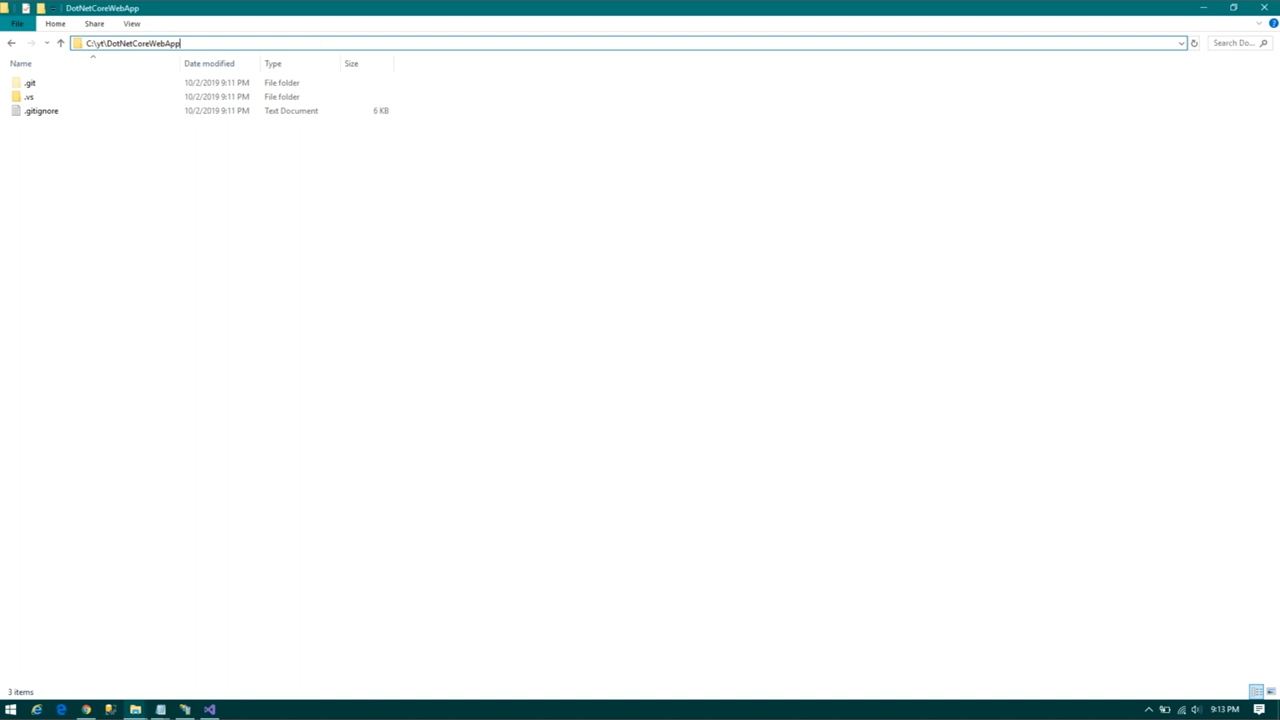 DotNetCoreWebApp
File Home Share View
C:\yt\DotNetCoreWebApp Search Do...
Name Date modified Type Size
.git 10/2/2019 9:11 PM File folder
.vs 10/2/2019 9:11 PM File folder
.gitignore 10/2/2019 9:11 PM Text Document 6 KB
3 items
9:13 PM